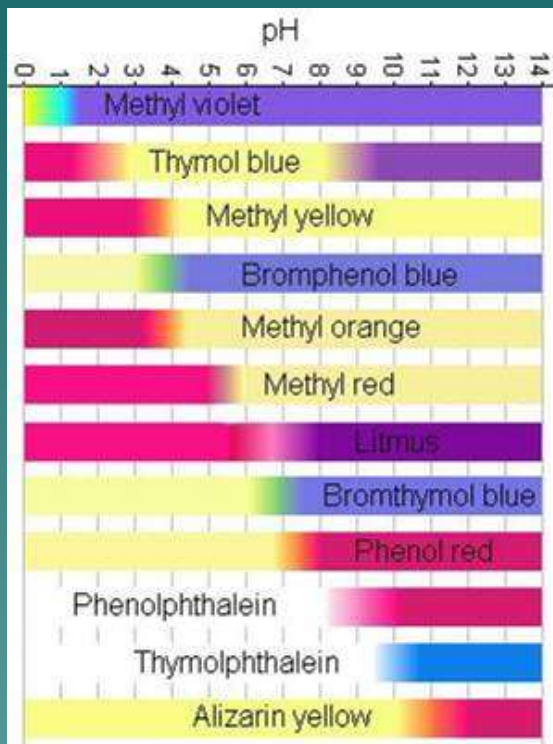 pH
0 1 2 3 4 5 6 7 8 9 10 11 12 13 14
Methyl violet
Thymol blue
Methyl yellow
Bromphenol blue
Methyl orange
Methyl red
Litmus
Bromthymol blue
Phenol red
Phenolphthalein
Thymolphthalein
Alizarin yellow